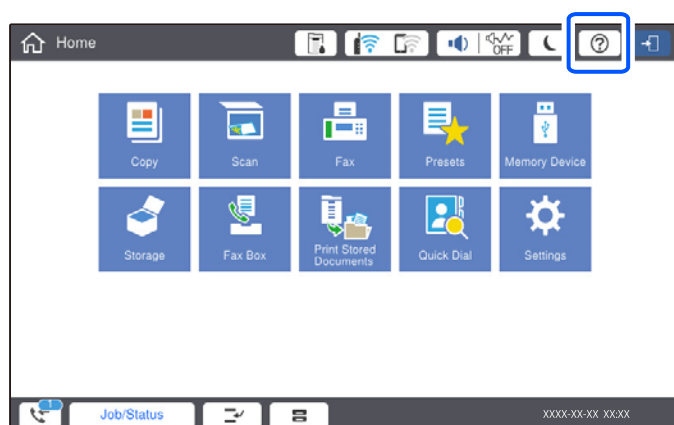 Home
OFF
?
Copy
Scan
Fax
Presets
Memory Device
Storage
Fax Box
Print Stored
Documents
Quick Dial
Settings
1
Job/Status
XXXX-XX-XX XX:XX